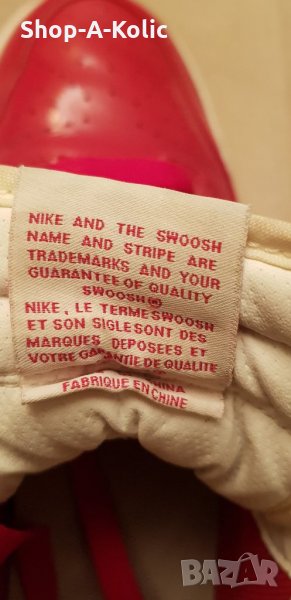 Shop-A-Kolic
NIKE AND THE SWOOSH
NAME AND STRIPE ARE
TRADEMARKS AND YOUR
GUARANTEE OF QUALITY
SWOOSH®
NIKE, LE TERME SWOOSH
ET SON SIGLE SONT DES
MARQUES DEPOSEES ET
VOTRE GARANTIE DE QUALITE
FABRIQUE EN CHINE
BAZAR